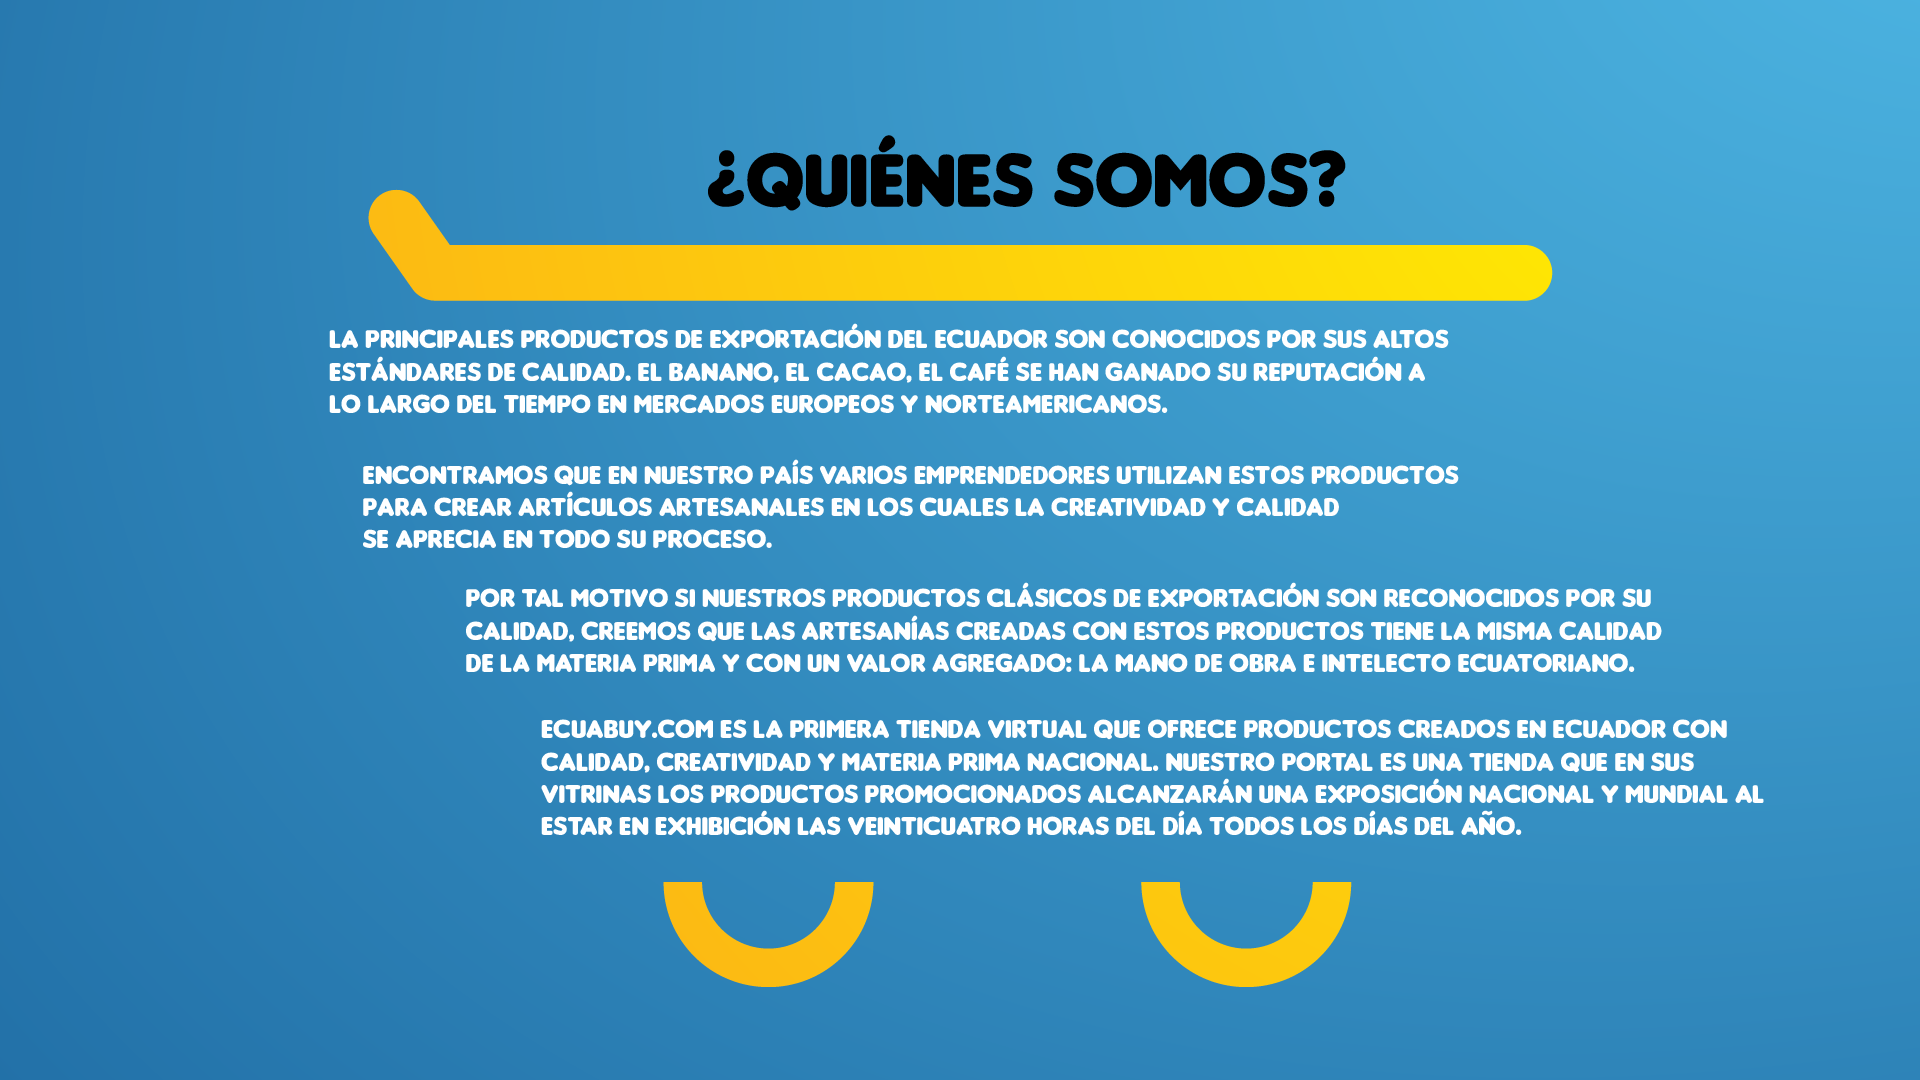 ¿QUIÉNES SOMOS?
LA PRINCIPALES PRODUCTOS DE EXPORTACIÓN DEL ECUADOR SON CONOCIDOS POR SUS ALTOS
ESTÁNDARES DE CALIDAD. EL BANANO, EL CACAO, EL CAFÉ SE HAN GANADO SU REPUTACIÓN A
LO LARGO DEL TIEMPO EN MERCADOS EUROPEOS Y NORTEAMERICANOS.
ENCONTRAMOS QUE EN NUESTRO PAÍS VARIOS EMPRENDEDORES UTILIZAN ESTOS PRODUCTOS
PARA CREAR ARTÍCULOS ARTESANALES EN LOS CUALES LA CREATIVIDAD Y CALIDAD
SE APRECIA EN TODO SU PROCESO.
POR TAL MOTIVO SI NUESTROS PRODUCTOS CLÁSICOS DE EXPORTACIÓN SON RECONOCIDOS POR SU
CALIDAD, CREEMOS QUE LAS ARTESANÍAS CREADAS CON ESTOS PRODUCTOS TIENE LA MISMA CALIDAD
DE LA MATERIA PRIMA Y CON UN VALOR AGREGADO: LA MANO DE OBRA E INTELECTO ECUATORIANO.
ECUABUY.COM ES LA PRIMERA TIENDA VIRTUAL QUE OFRECE PRODUCTOS CREADOS EN ECUADOR CON
CALIDAD, CREATIVIDAD Y MATERIA PRIMA NACIONAL. NUESTRO PORTAL ES UNA TIENDA QUE EN SUS
VITRINAS LOS PRODUCTOS PROMOCIONADOS ALCANZARÁN UNA EXPOSICIÓN NACIONAL Y MUNDIAL AL
ESTAR EN EXHIBICIÓN LAS VEINTICUATRO HORAS DEL DÍA TODOS LOS DÍAS DEL AÑO.